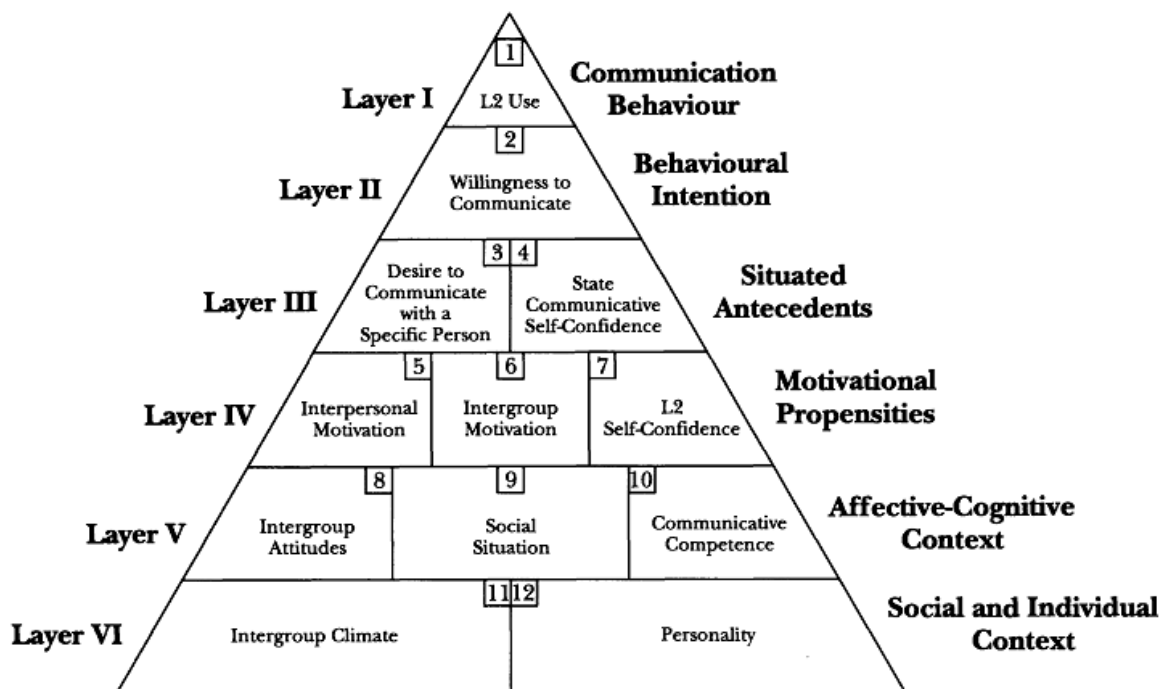 1
Layer I
L2 Use
Communication
Behaviour
2
Layer II
Willingness to
Communicate
Behavioural
Intention
3 4
Layer III
Desire to
Communicate
with a
Specific Person
State
Communicative
Self-Confidence
Situated
Antecedents
5 6 7
Layer IV
Interpersonal
Motivation
Intergroup
Motivation
L2
Self-Confidence
Motivational
Propensities
8 9 10
Layer V
Intergroup
Attitudes
Social
Situation
Communicative
Competence
Affective-Cognitive
Context
11 12
Layer VI
Intergroup Climate
Personality
Social and Individual
Context